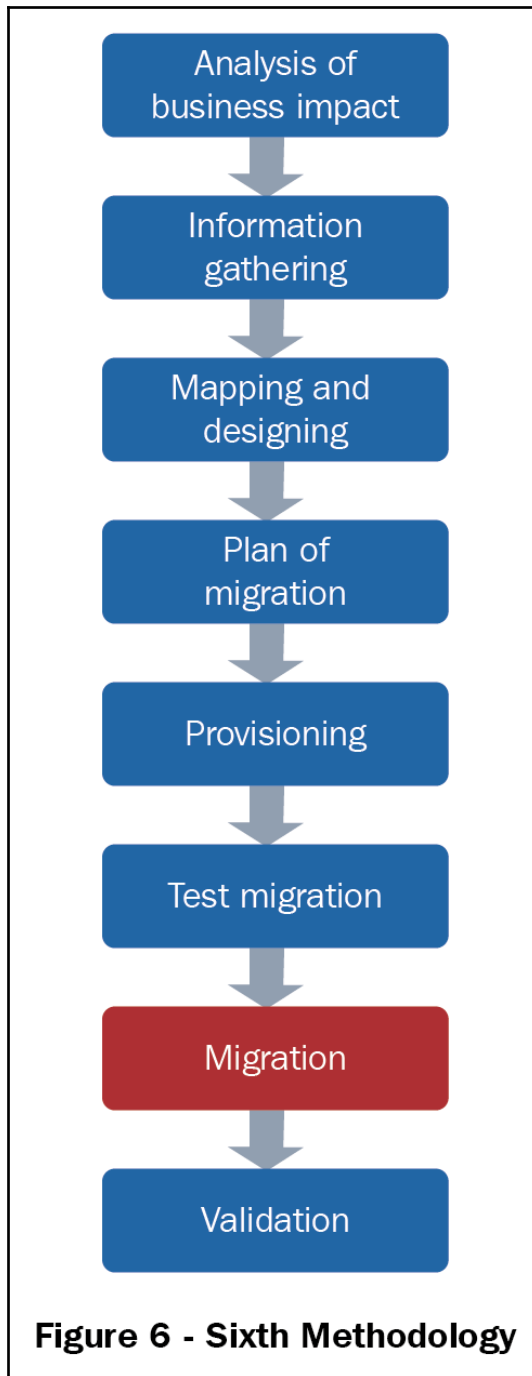 Analysis of
business impact
Information
gathering
Mapping and
designing
Plan of
migration
Provisioning
Test migration
Migration
Validation
Figure 6 - Sixth Methodology